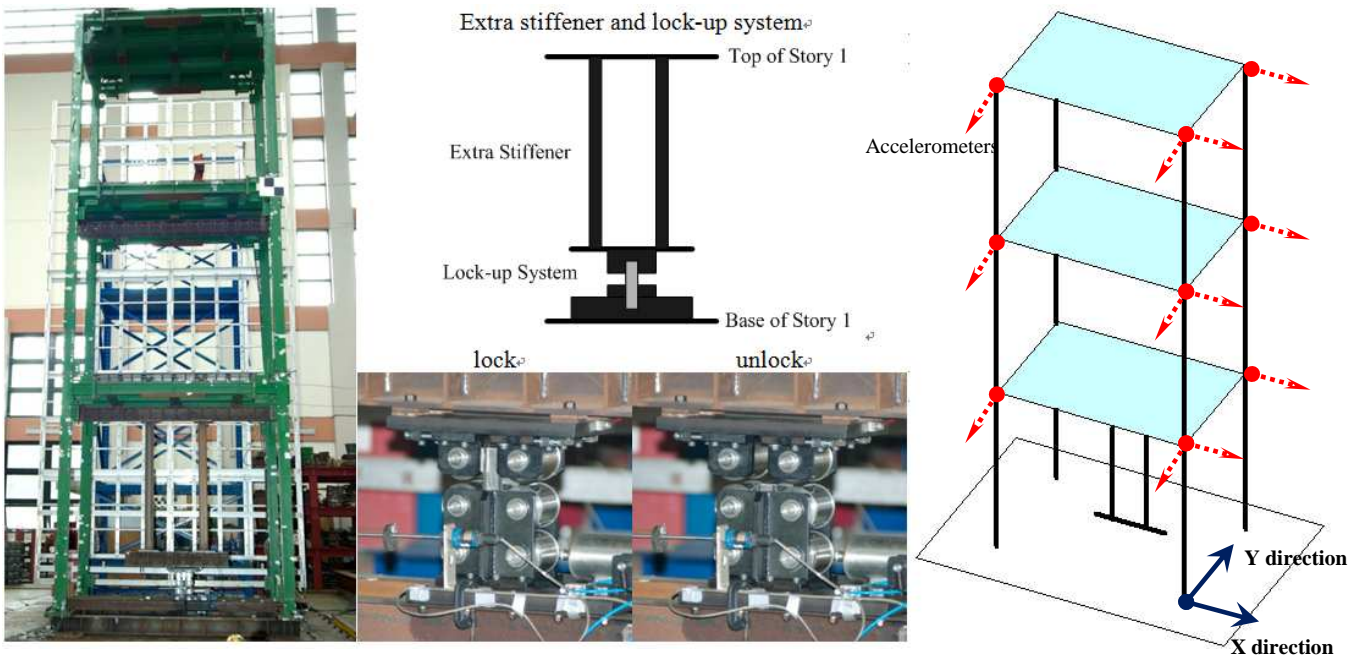 Extra stiffener and lock-up system
Top of Story 1
Extra Stiffener
Lock-up System
Base of Story 1
lock
unlock
Accelerometers
Y direction
X direction